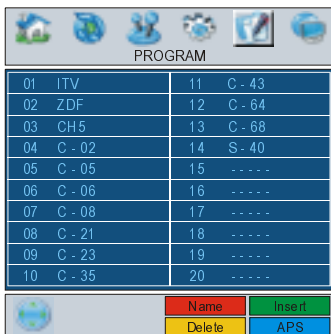 PROGRAM
01 ITV 11 C - 43
02 ZDF 12 C - 64
03 CH5 13 C - 68
04 C - 02 14 S - 40
05 C - 05 15 - - - - -
06 C - 06 16 - - - - -
07 C - 08 17 - - - - -
08 C - 21 18 - - - - -
09 C - 23 19 - - - - -
10 C - 35 20 - - - - -
Name Insert
Delete APS